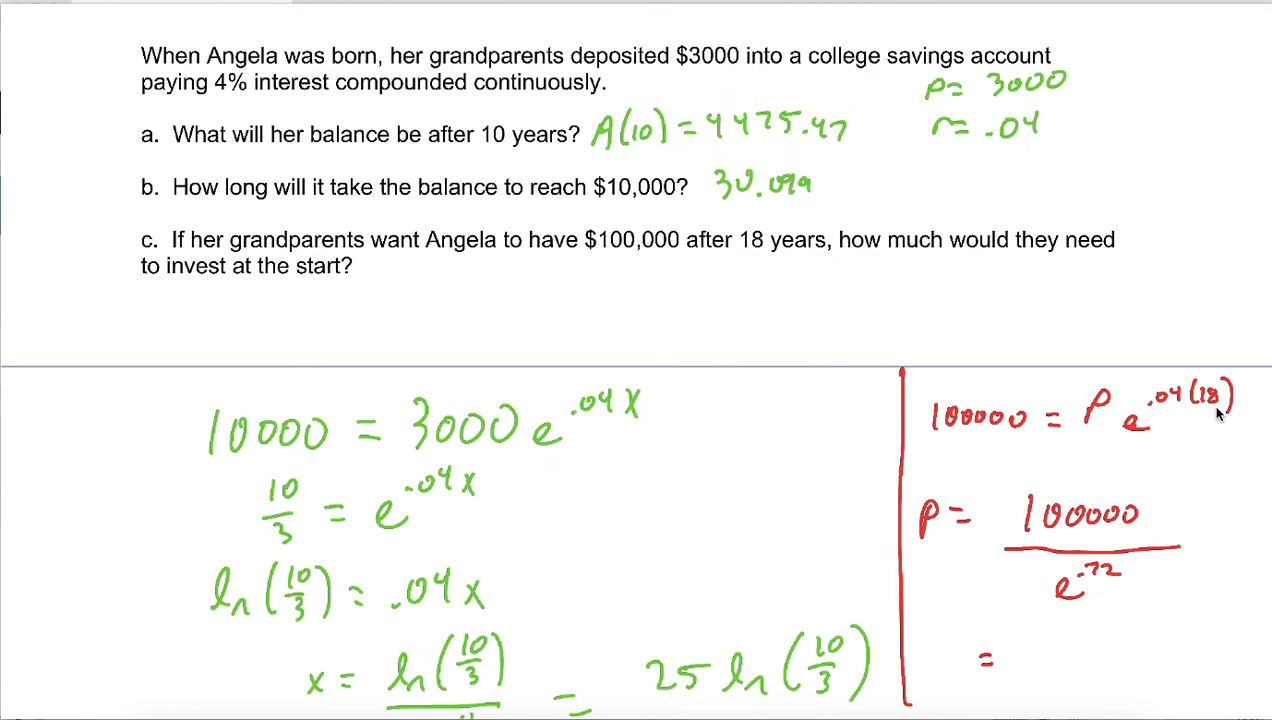 When Angela was born, her grandparents deposited $3000 into a college savings account
paying 4% interest compounded continuously.
P= 3000
r= .04
a. What will her balance be after 10 years? A(10) = 4475.47
b. How long will it take the balance to reach $10,000? 30.099
c. If her grandparents want Angela to have $100,000 after 18 years, how much would they need
to invest at the start?
10000 = 3000 e^.04x
10/3 = e^.04x
ln(10/3) = .04x
x = ln(10/3) = 25 ln(10/3)
100000 = P e^.04(18)
P = 100000 / e^.72
=